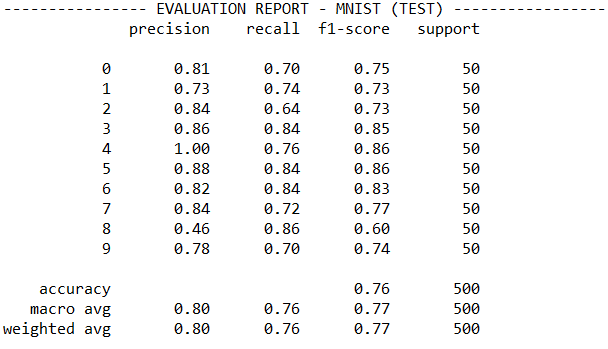 ---------------- EVALUATION REPORT - MNIST (TEST) -----------------
precision recall f1-score support
0 0.81 0.70 0.75 50
1 0.73 0.74 0.73 50
2 0.84 0.64 0.73 50
3 0.86 0.84 0.85 50
4 1.00 0.76 0.86 50
5 0.88 0.84 0.86 50
6 0.82 0.84 0.83 50
7 0.84 0.72 0.77 50
8 0.46 0.86 0.60 50
9 0.78 0.70 0.74 50
accuracy 0.76 500
macro avg 0.80 0.76 0.77 500
weighted avg 0.80 0.76 0.77 500